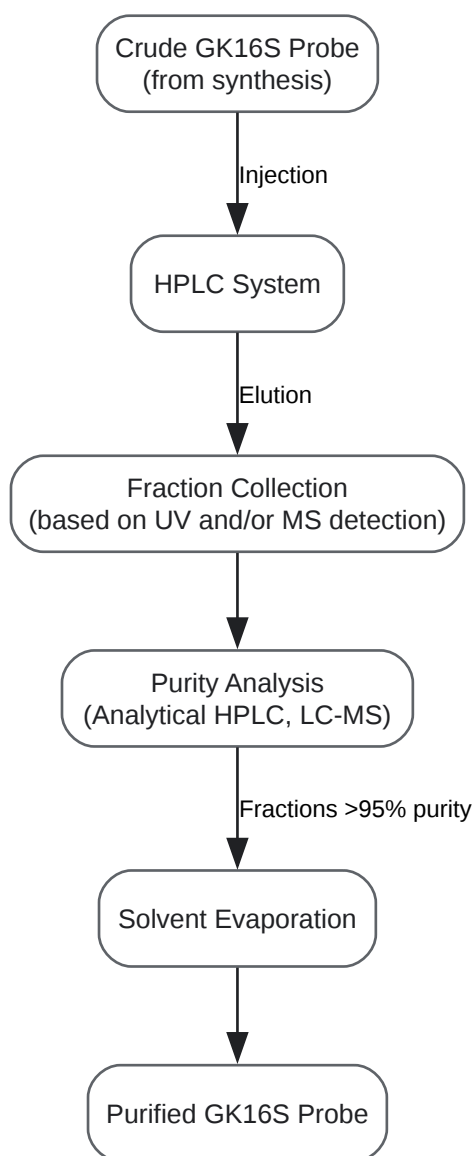 Crude GK16S Probe
(from synthesis)
Injection
HPLC System
Elution
Fraction Collection
(based on UV and/or MS detection)
Purity Analysis
(Analytical HPLC, LC-MS)
Fractions >95% purity
Solvent Evaporation
Purified GK16S Probe